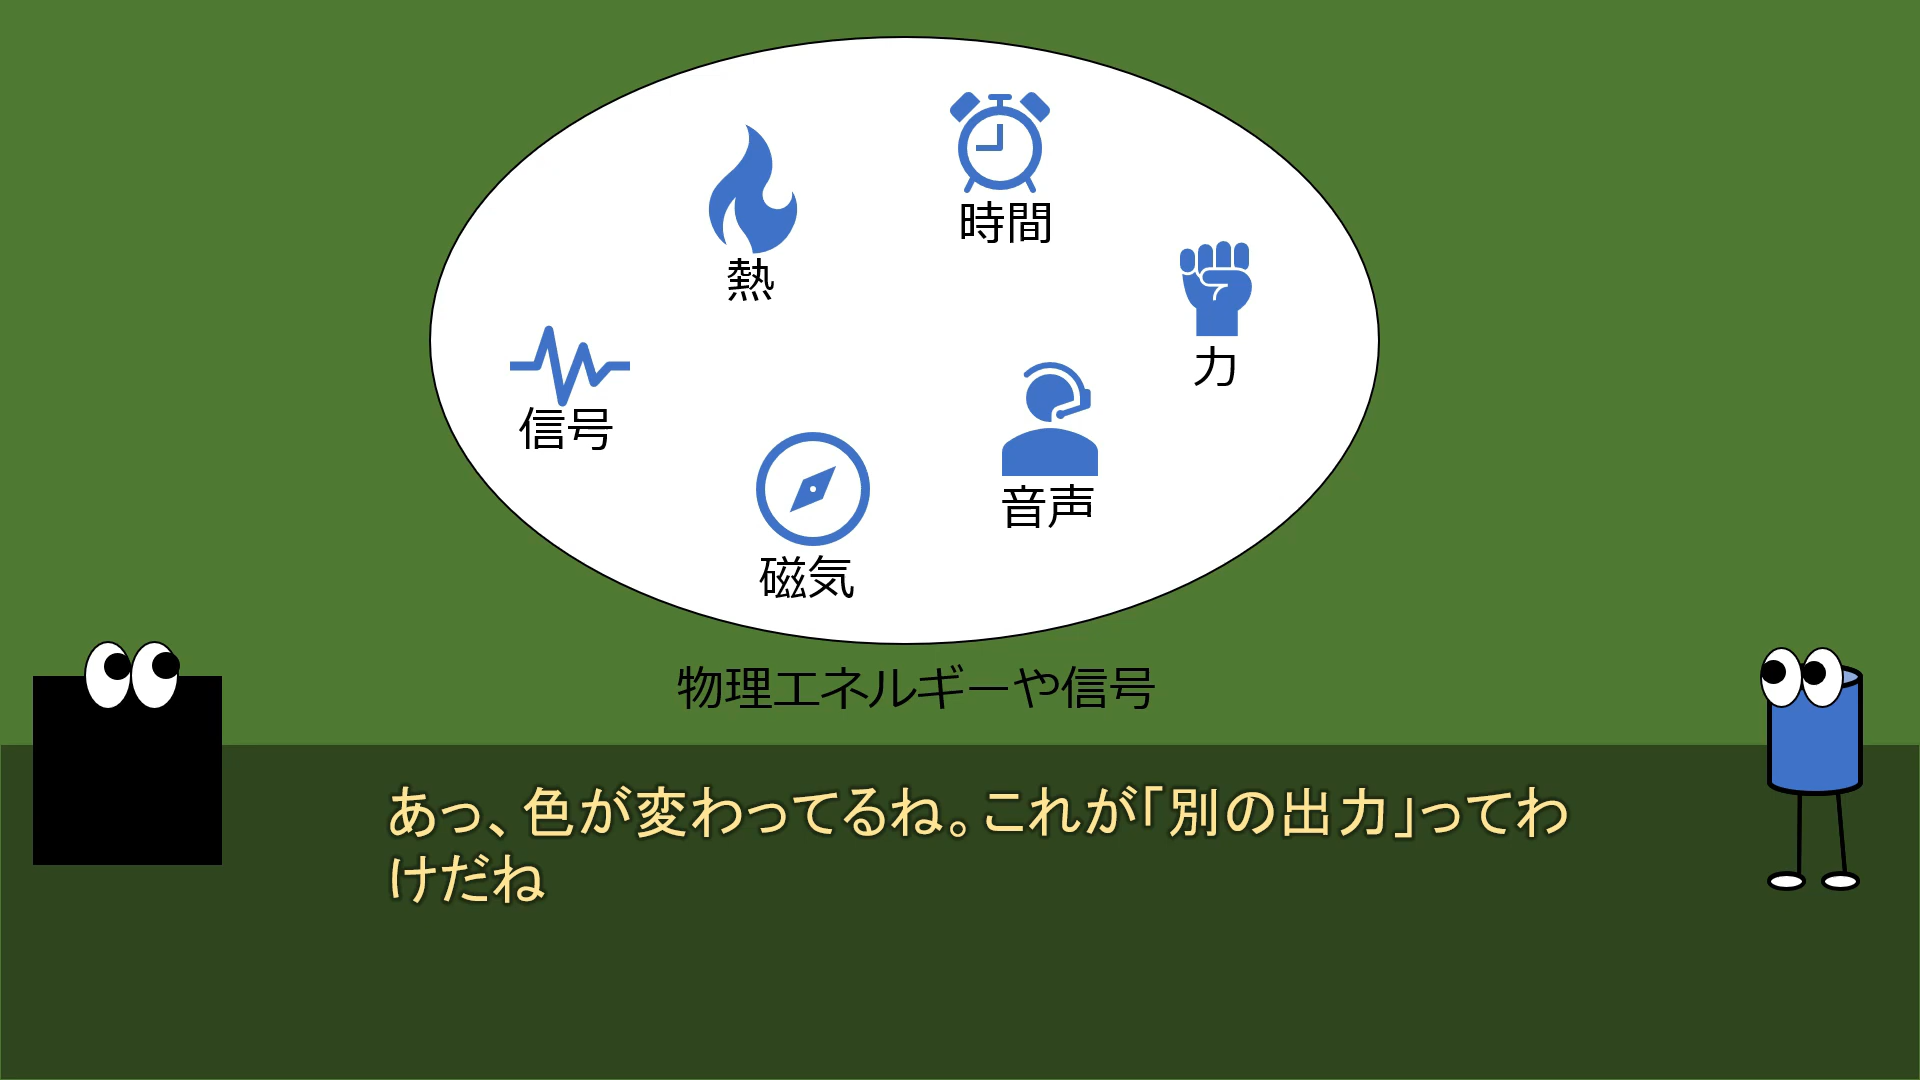 時間
熱
力
信号
音声
磁気
物理エネルギーや信号
あっ、色が変わってるね。これが「別の出力」ってわ
けだね